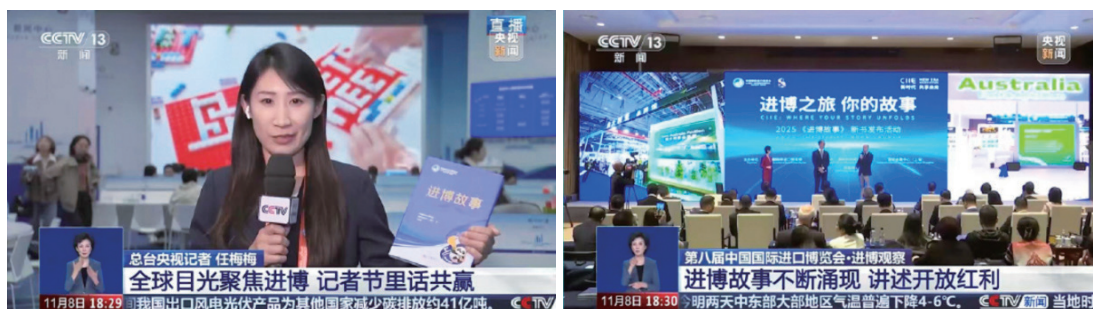 CCTV 13
新闻
直播
央视
新闻
MEET
进博故事
CCTV
总台央视记者 任梅梅
全球目光聚焦进博 记者节里话共赢
11月8日 18:29
我国出口风电光伏产品为其他国家减少碳排放约41亿吨。
CCTV
CCTV 13
新闻
央视
新闻
Australia
进博之旅 你的故事
CIIE: WHERE YOUR STORY UNFOLDS
2025《进博故事》新书发布活动
第八届中国国际进口博览会·进博观察
进博故事不断涌现 讲述开放红利
11月8日 18:30
今明两天中东部大部地区气温普遍下降4-6℃。
CCTV 新闻
当地时